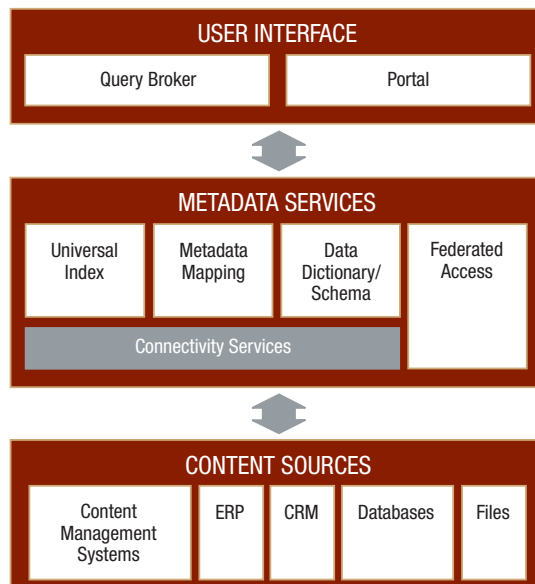 USER INTERFACE
Query Broker
Portal
METADATA SERVICES
Universal
Index
Metadata
Mapping
Data
Dictionary/
Schema
Federated
Access
Connectivity Services
CONTENT SOURCES
Content
Management
Systems
ERP
CRM
Databases
Files